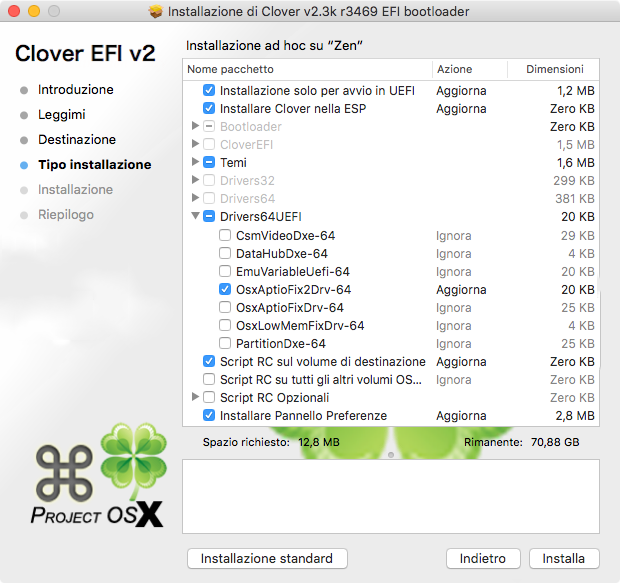 Installazione di Clover v2.3k r3469 EFI bootloader
Clover EFI v2
Introduzione
Leggimi
Destinazione
Tipo installazione
Installazione
Riepilogo
PROJECT OSX
Installazione ad hoc su “Zen”
Nome pacchetto Azione Dimensioni
Installazione solo per avvio in UEFI Aggiorna 1,2 MB
Installare Clover nella ESP Aggiorna Zero KB
Bootloader Zero KB
CloverEFI 1,5 MB
Temi 1,6 MB
Drivers32 299 KB
Drivers64 381 KB
Drivers64UEFI 20 KB
CsmVideoDxe-64 Ignora 29 KB
DataHubDxe-64 Ignora 4 KB
EmuVariableUefi-64 Ignora 20 KB
OsxAptioFix2Drv-64 Aggiorna 20 KB
OsxAptioFixDrv-64 Ignora 25 KB
OsxLowMemFixDrv-64 Ignora 4 KB
PartitionDxe-64 Ignora 25 KB
Script RC sul volume di destinazione Aggiorna Zero KB
Script RC su tutti gli altri volumi OS... Ignora Zero KB
Script RC Opzionali Zero KB
Installare Pannello Preferenze Aggiorna 2,8 MB
Spazio richiesto: 12,8 MB Rimanente: 70,88 GB
Installazione standard Indietro Installa